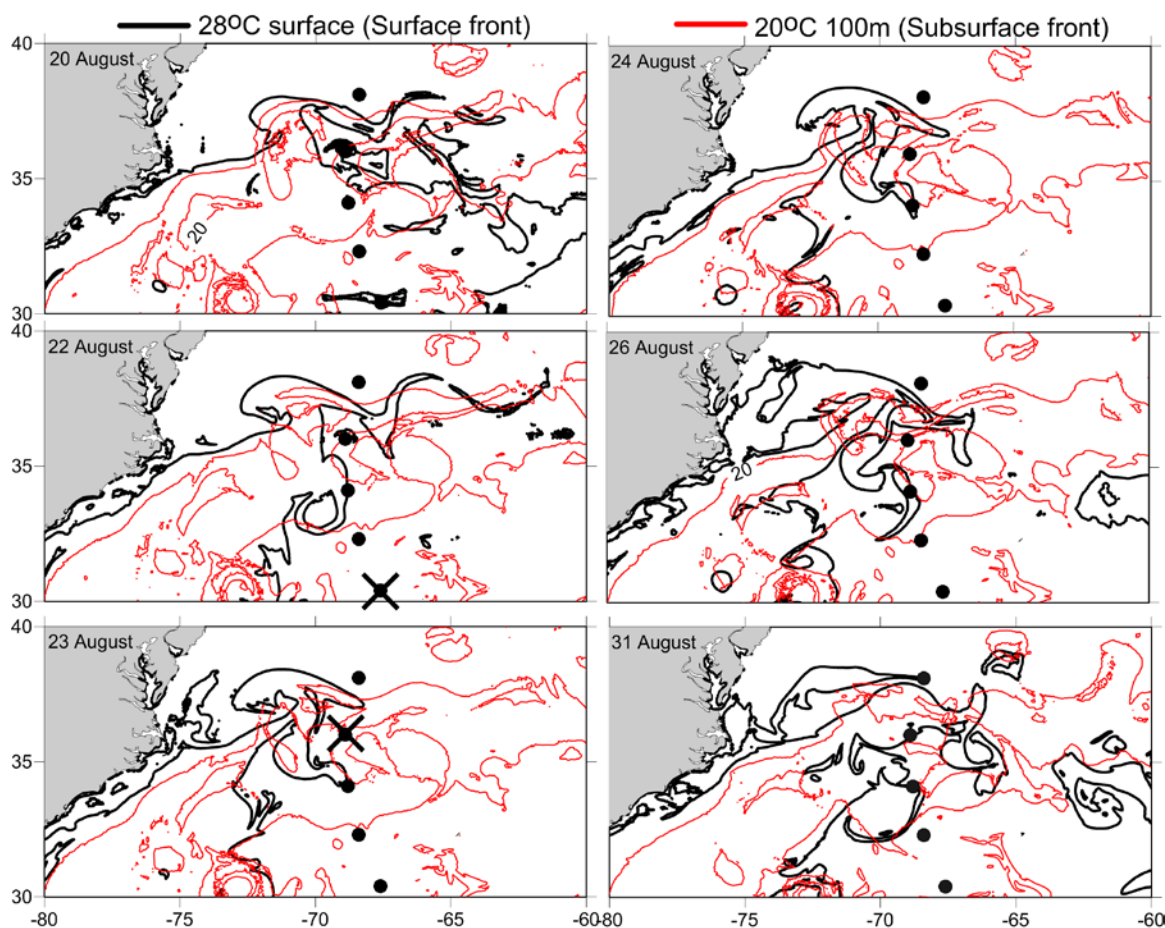 28ºC surface (Surface front)
20ºC 100m (Subsurface front)
40
20 August
35
20
30
24 August
40
22 August
35
30
26 August
20
40
23 August
35
30
31 August
-80
-75
-70
-65
-60
-80
-75
-70
-65
-60